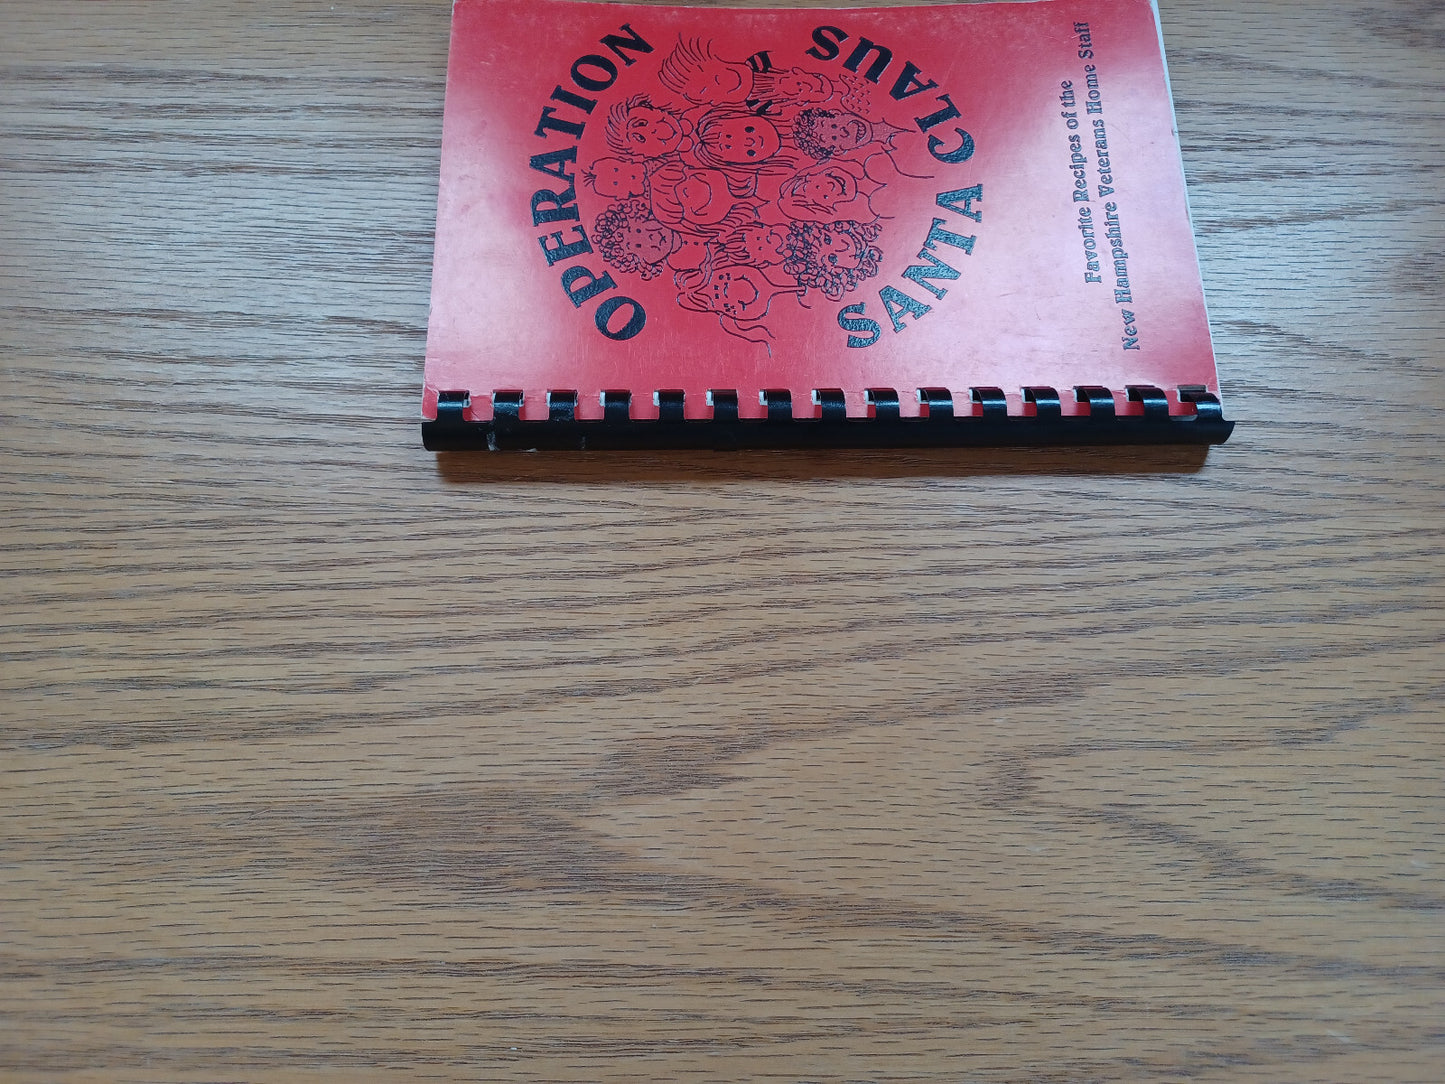 OPERATION
SANTA CLAUS
Favorite Recipes of the
New Hampshire Veterans Home Staff